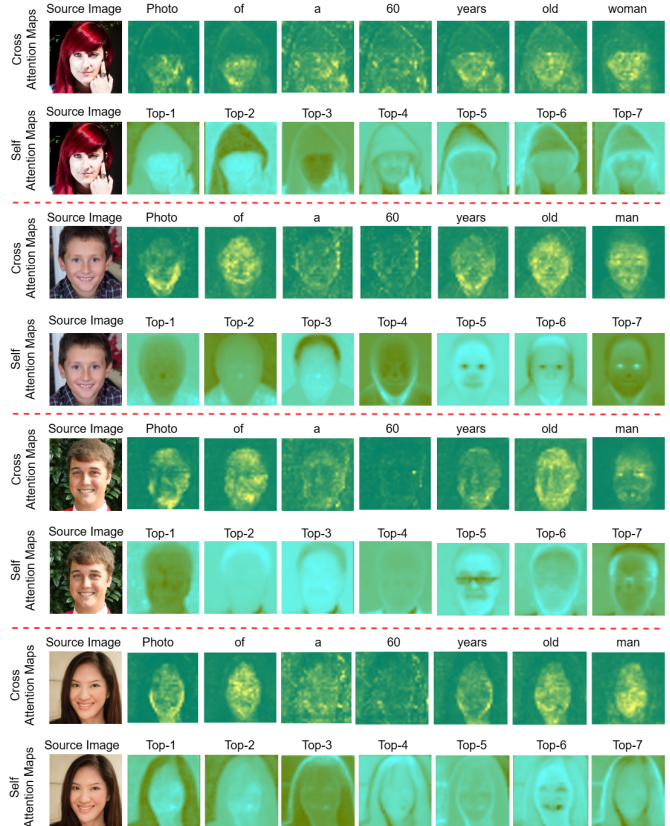 Source Image Photo of a 60 years old woman
Cross
Attention Maps
Source Image Top-1 Top-2 Top-3 Top-4 Top-5 Top-6 Top-7
Self
Attention Maps
Source Image Photo of a 60 years old man
Cross
Attention Maps
Source Image Top-1 Top-2 Top-3 Top-4 Top-5 Top-6 Top-7
Self
Attention Maps
Source Image Photo of a 60 years old man
Cross
Attention Maps
Source Image Top-1 Top-2 Top-3 Top-4 Top-5 Top-6 Top-7
Self
Attention Maps
Source Image Photo of a 60 years old man
Cross
Attention Maps
Source Image Top-1 Top-2 Top-3 Top-4 Top-5 Top-6 Top-7
Self
Attention Maps